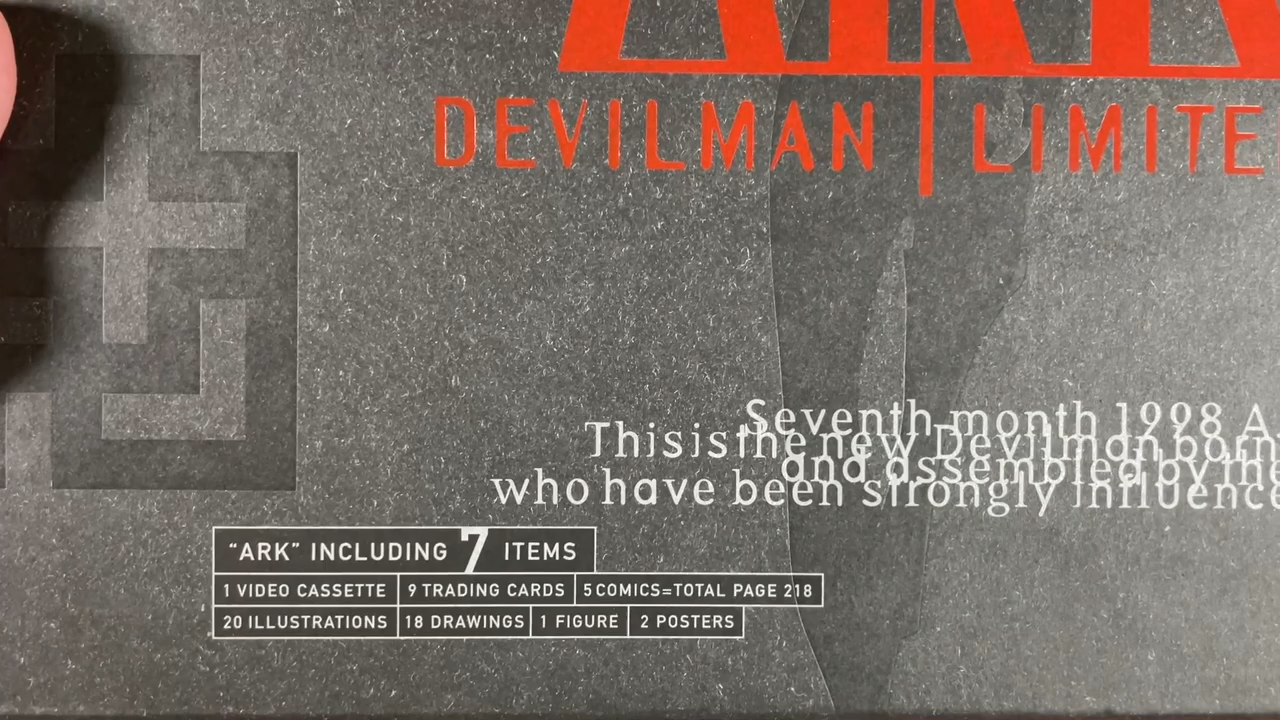 ARK
DEVILMAN LIMITE
Seventh month 1998 A
This is the new Devilman born
and assembled by the
who have been strongly influence
“ARK” INCLUDING 7 ITEMS
1 VIDEO CASSETTE 9 TRADING CARDS 5 COMICS=TOTAL PAGE 218
20 ILLUSTRATIONS 18 DRAWINGS 1 FIGURE 2 POSTERS